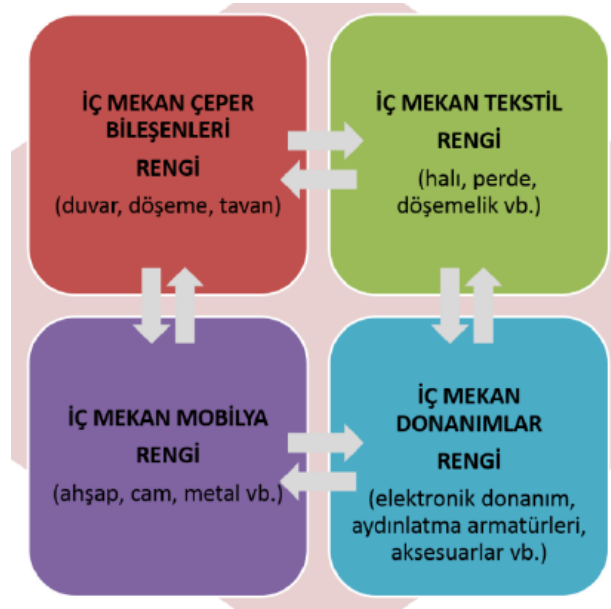 İÇ MEKAN ÇEPER
BİLEŞENLERİ
RENGİ
(duvar, döşeme, tavan)
İÇ MEKAN TEKSTİL
RENGİ
(halı, perde,
döşemelik vb.)
İÇ MEKAN MOBİLYA
RENGİ
(ahşap, cam, metal vb.)
İÇ MEKAN
DONANIMLAR
RENGİ
(elektronik donanım,
aydınlatma armatürleri,
aksesuarlar vb.)